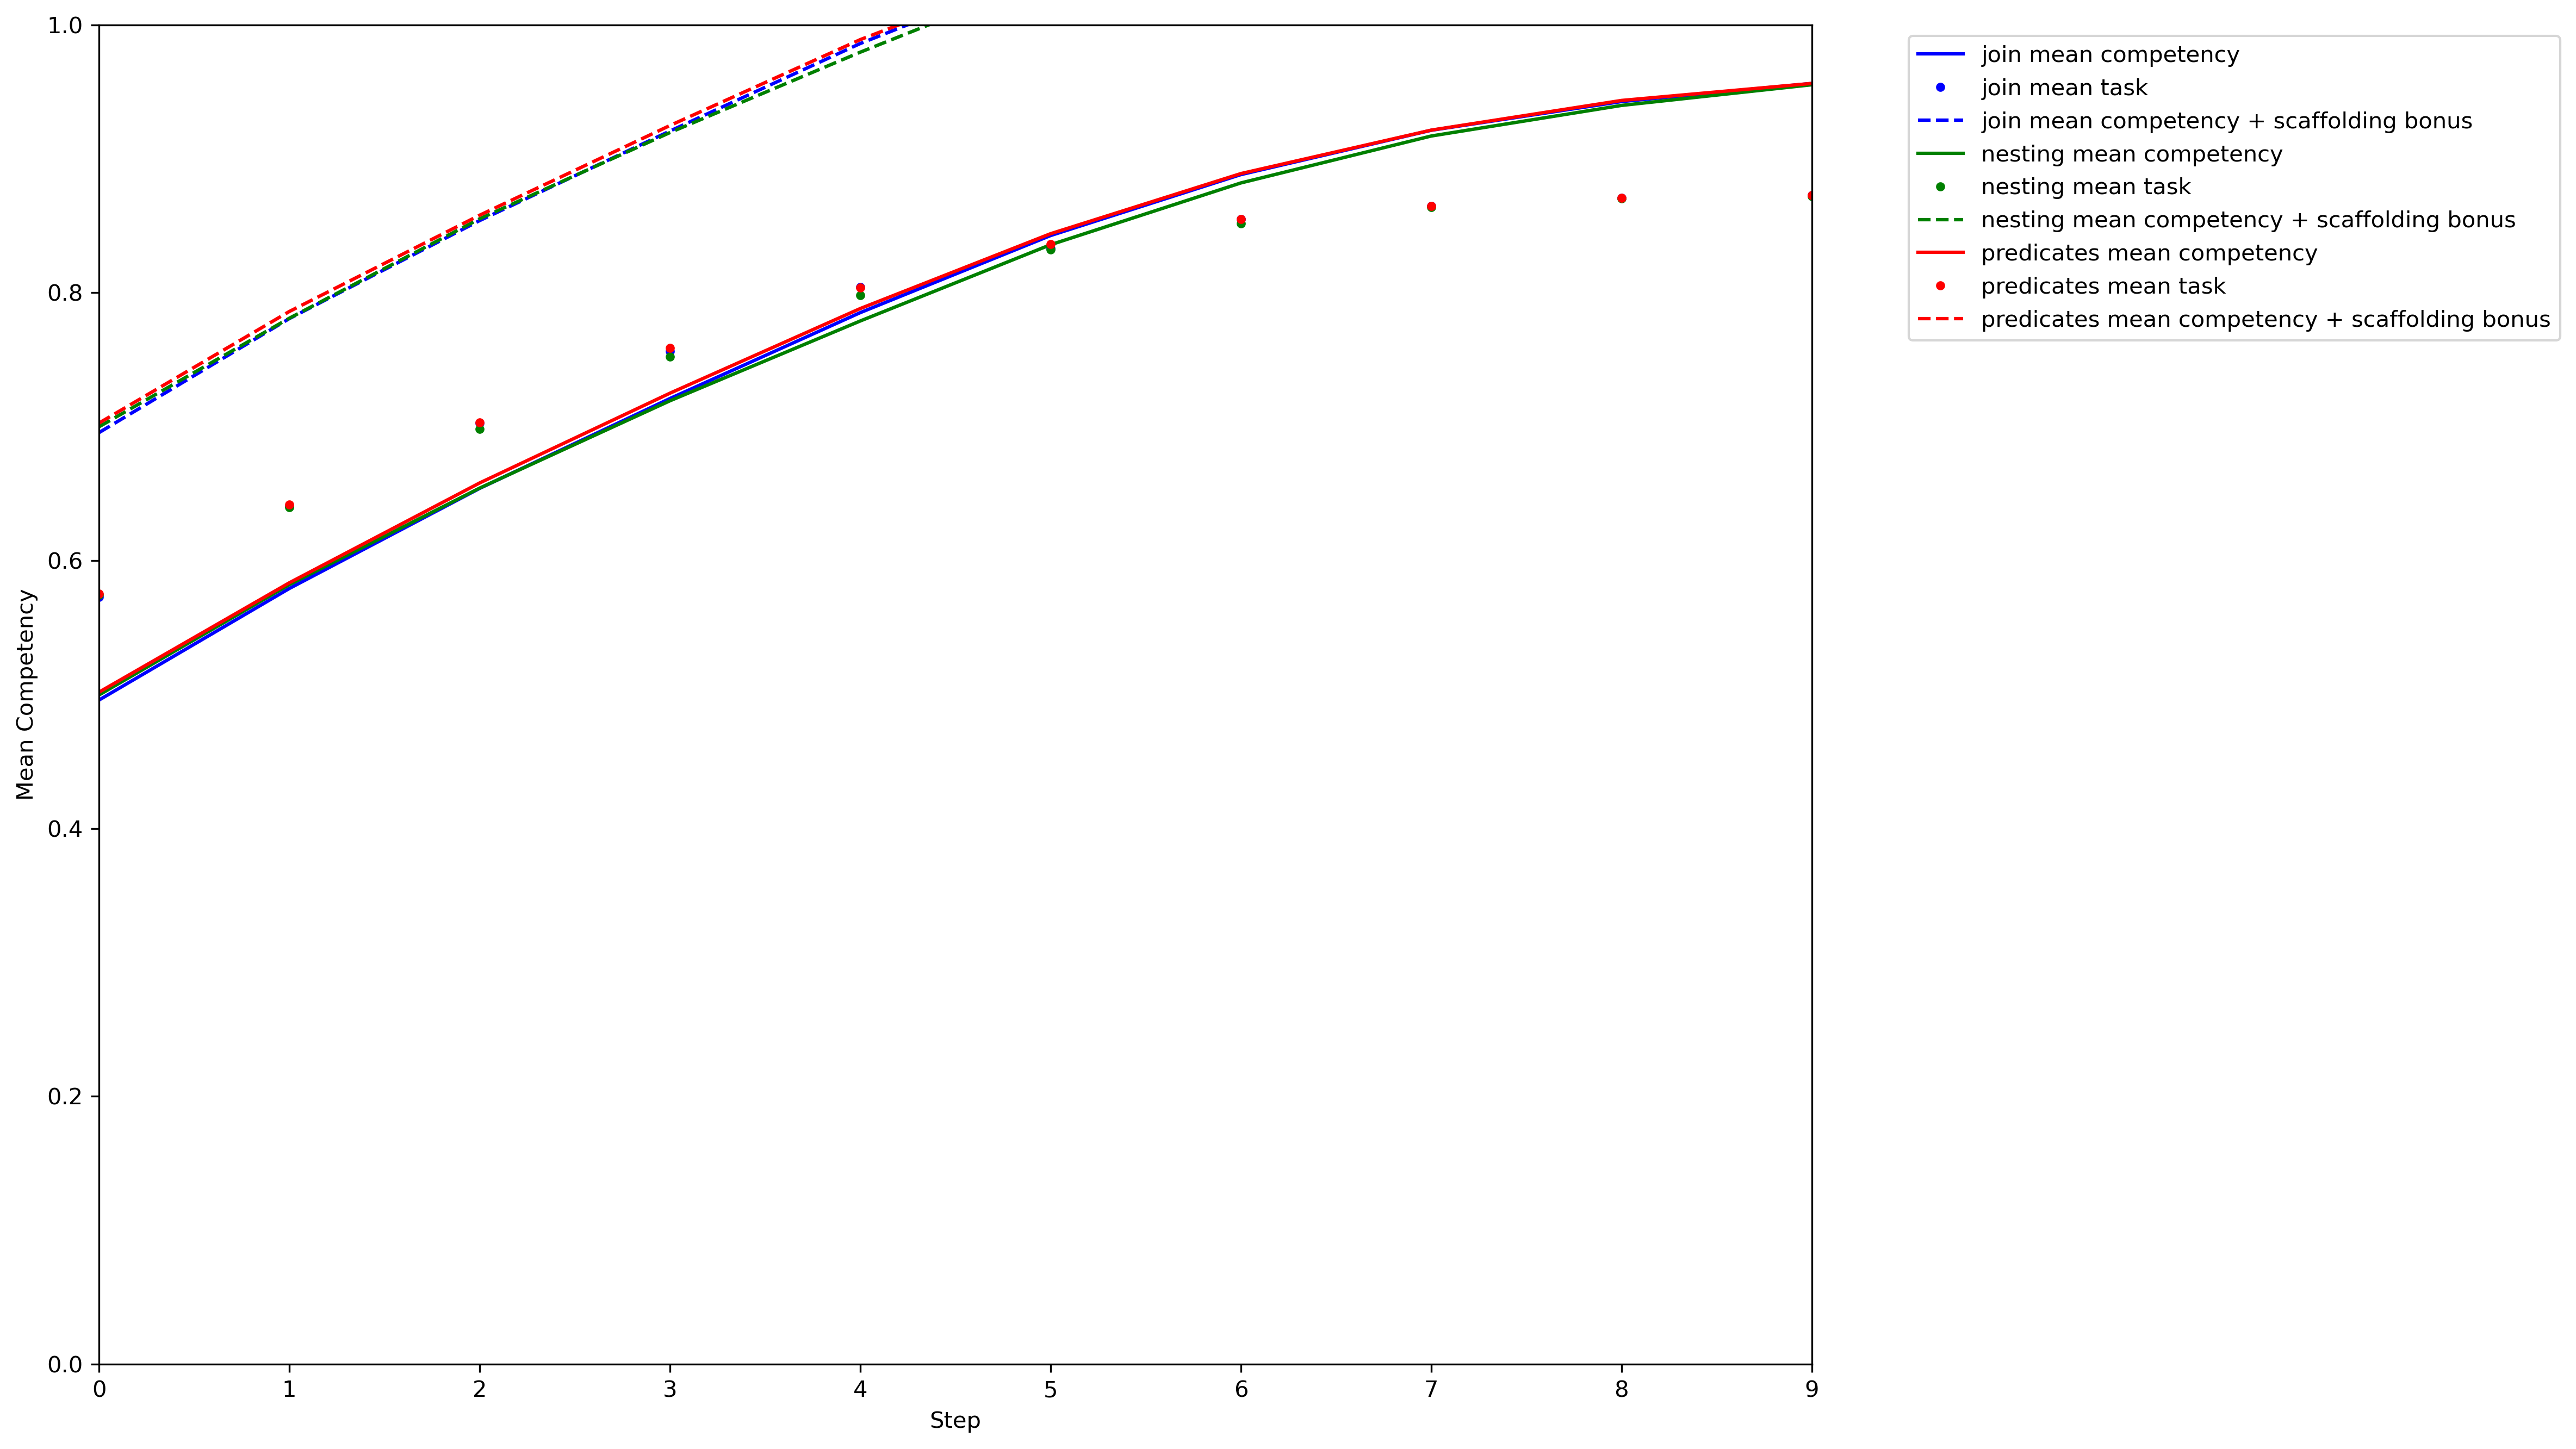 1.0
0.8
0.6
0.4
0.2
0.0
Mean Competency
0 1 2 3 4 5 6 7 8 9
Step
join mean competency
join mean task
join mean competency + scaffolding bonus
nesting mean competency
nesting mean task
nesting mean competency + scaffolding bonus
predicates mean competency
predicates mean task
predicates mean competency + scaffolding bonus